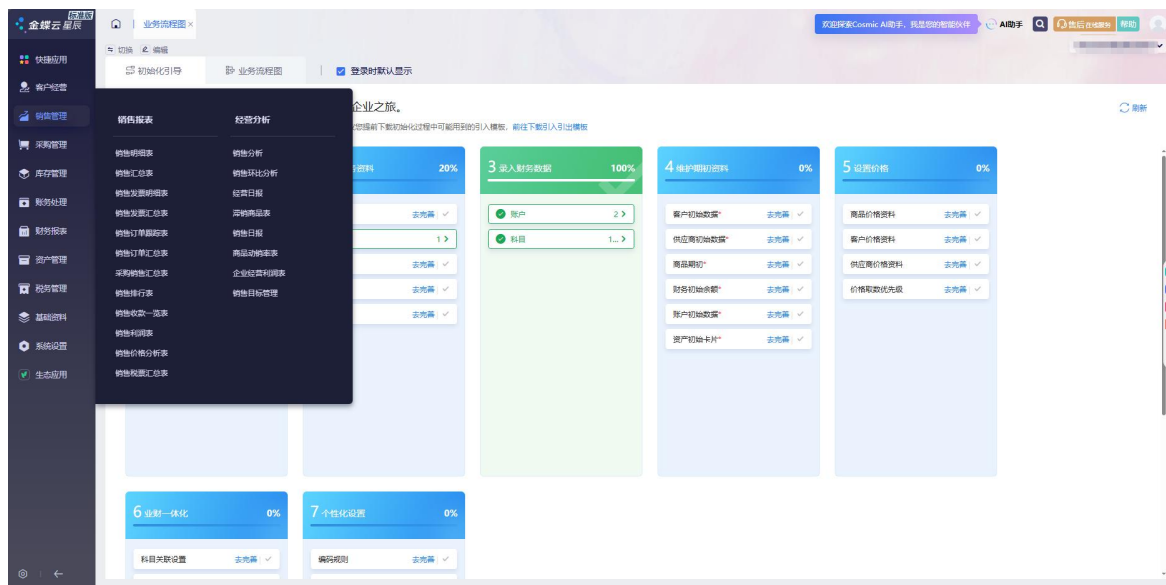 标准版
金蝶云星辰
业务流程图×
欢迎探索Cosmic AI助手，我是您的智能伙伴
AI助手
售后在线服务
帮助
切换 编辑
初始化引导
业务流程图
登录时默认显示
快捷应用
客户经营
销售管理
采购管理
库存管理
账务处理
财务报表
资产管理
税务管理
基础资料
系统设置
生态应用
销售报表
销售明细表
销售汇总表
销售发票明细表
销售发票汇总表
销售订单跟踪表
销售订单汇总表
采购销售汇总表
销售排行表
销售收款一览表
销售利润表
销售价格分析表
销售税票汇总表
经营分析
销售分析
销售环比分析
经营日报
滞销商品表
销售日报
商品动销率表
企业经营利润表
销售目标管理
企业之旅。
您提前下载初始化过程中可能用到的引入模板，前往下载引入引出模板
刷新
资料 20%
去完善
1 >
去完善
去完善
去完善
3 录入财务数据 100%
账户 2 >
科目 1... >
4 维护期初资料 0%
客户初始数据* 去完善
供应商初始数据* 去完善
商品期初* 去完善
财务初始余额* 去完善
账户初始数据* 去完善
资产初始卡片* 去完善
5 设置价格 0%
商品价格资料 去完善
客户价格资料 去完善
供应商价格资料 去完善
价格取数优先级 去完善
6 业财一体化 0%
科目关联设置 去完善
7 个性化设置 0%
编码规则 去完善